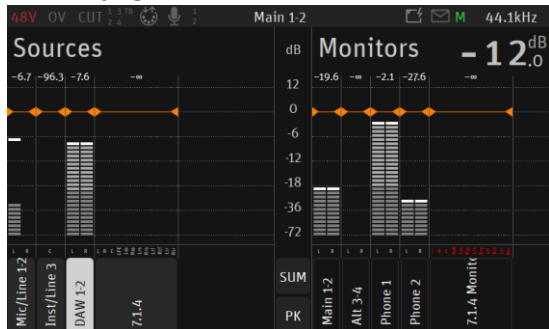 48V OV CUT Main 1-2 M 44.1kHz
Sources
dB
Monitors
-12.0 dB
-6.7 -96.3 -7.6 -∞
-19.6 -∞ -2.1 -27.6 -∞
12
0
-6
-12
-18
-36
-72
L R C L R L R C LFE
L R L R L R L R L R C
Mic/Line 1-2
Inst/Line 3
DAW 1-2
7.1.4
SUM
PK
Main 1-2
Alt 3-4
Phone 1
Phone 2
7.1.4 Monito